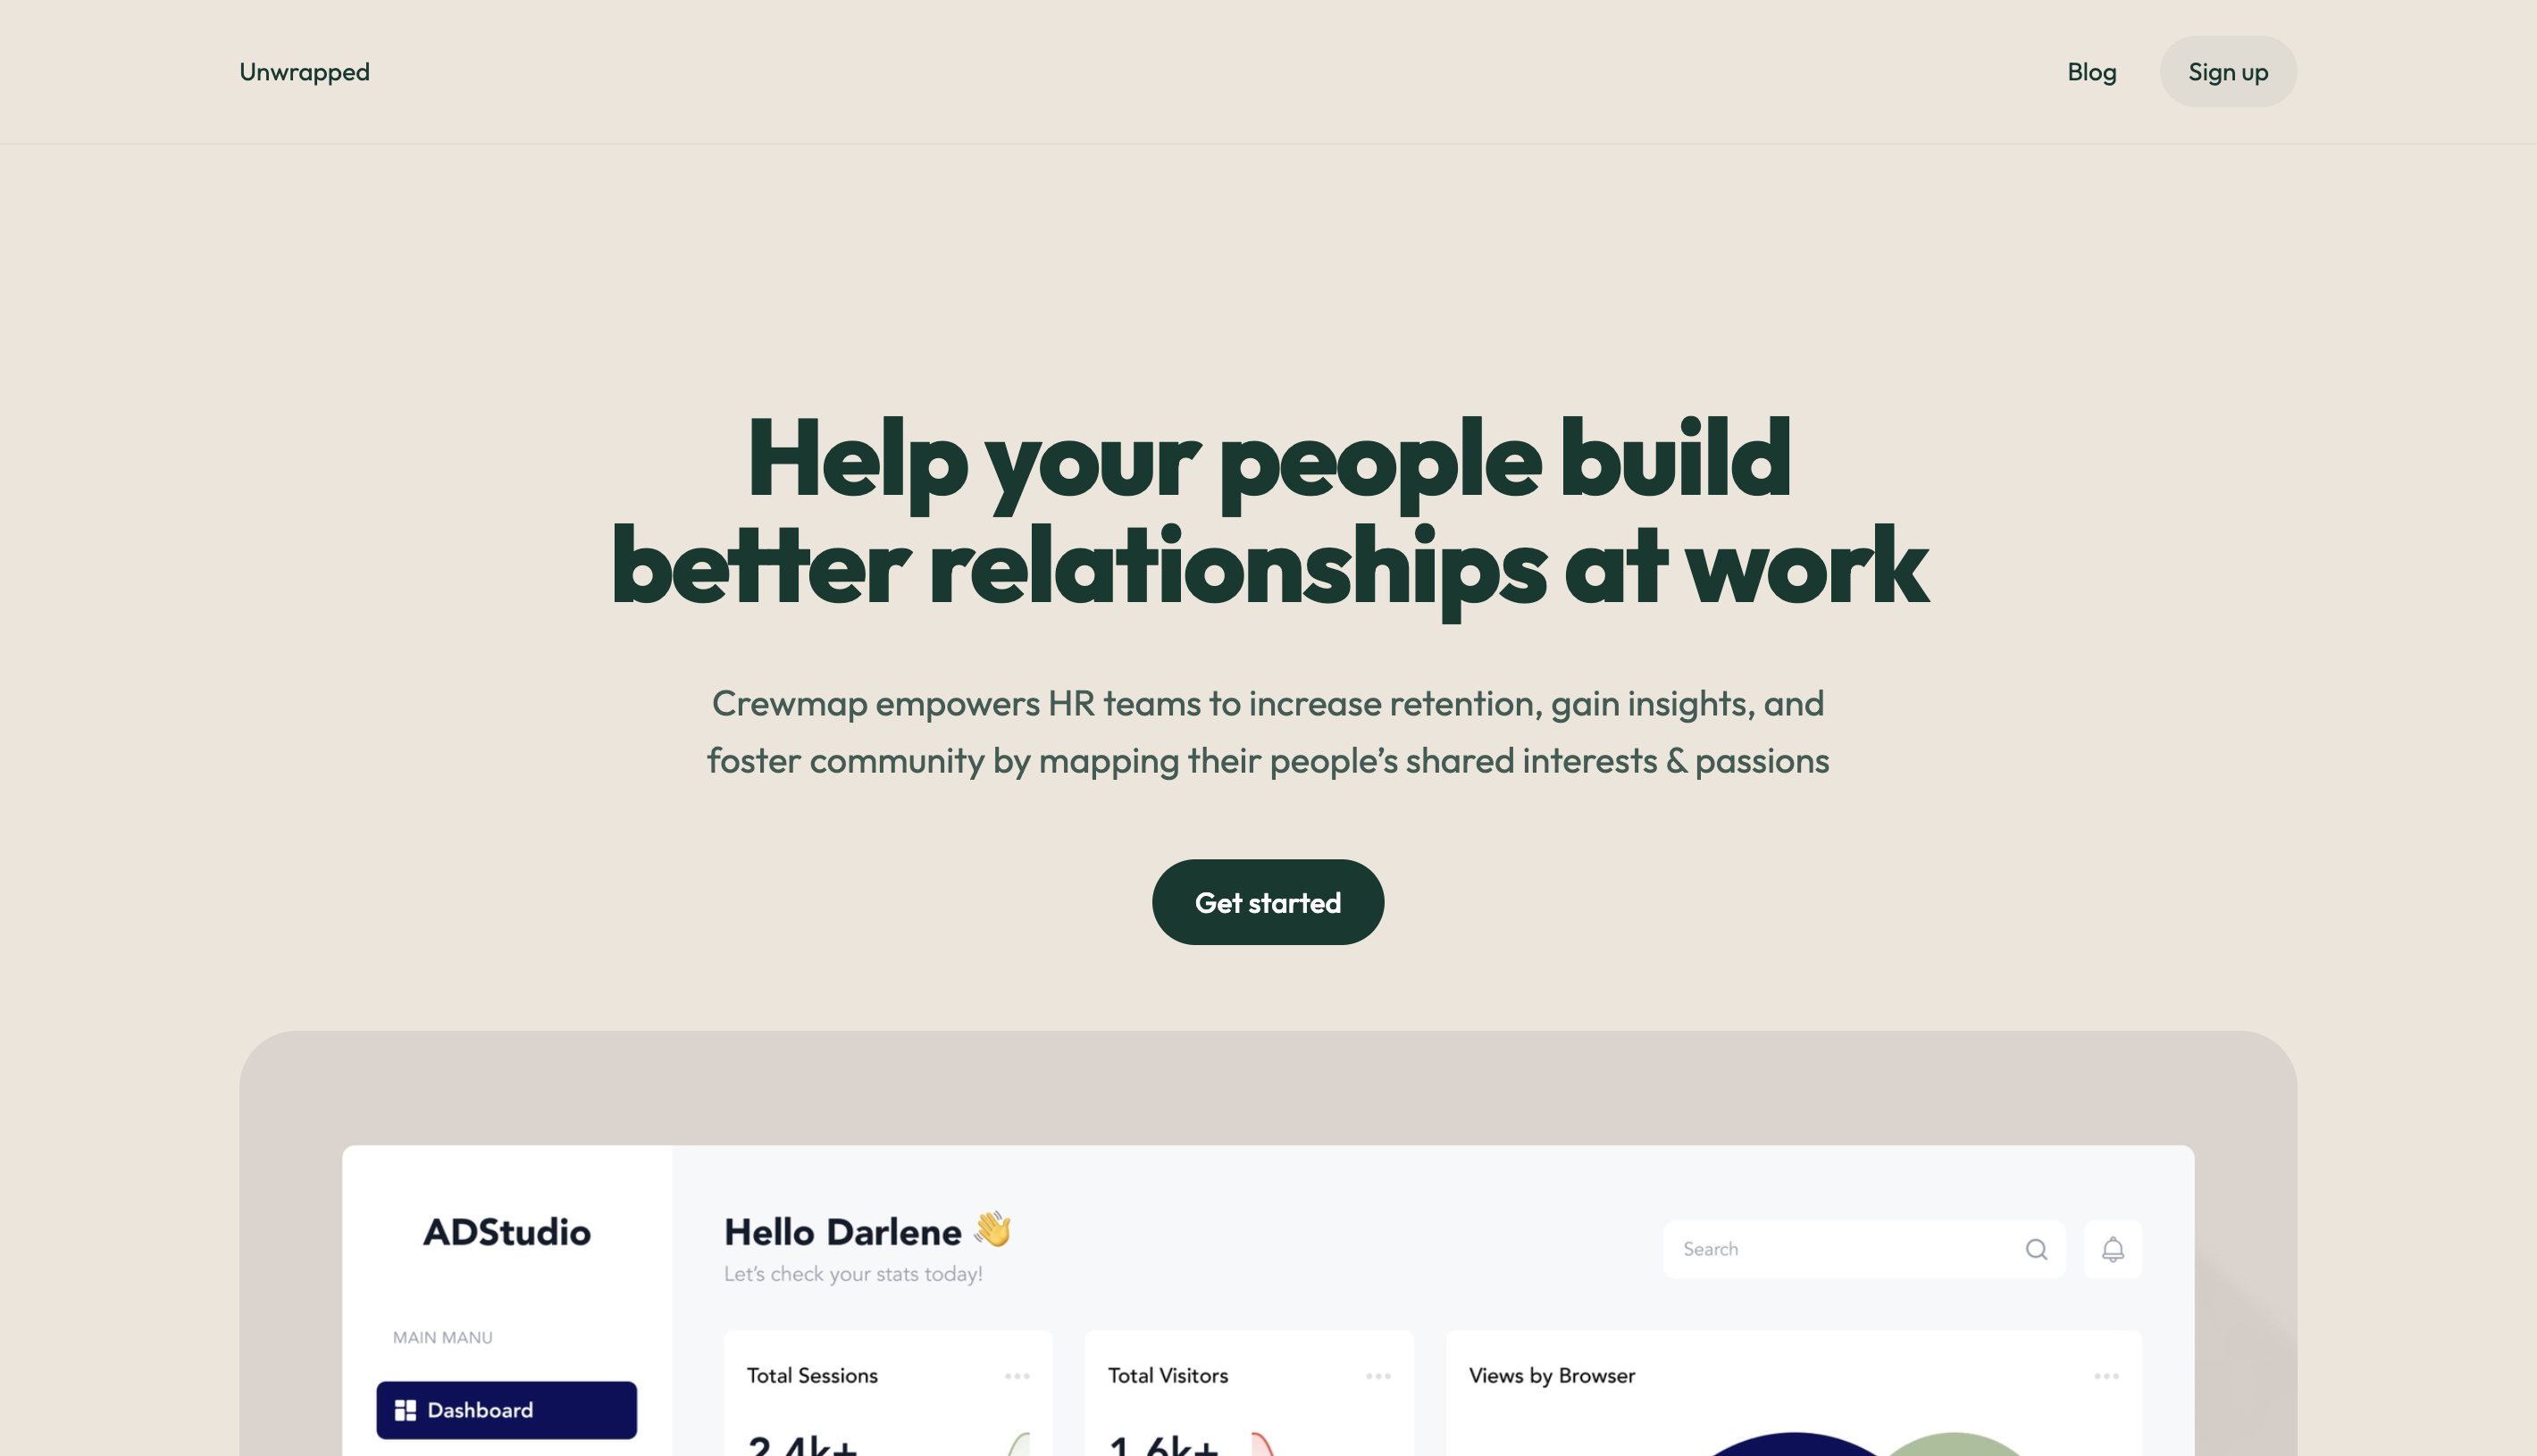 Unwrapped
Blog
Sign up
Help your people build
better relationships at work
Crewmap empowers HR teams to increase retention, gain insights, and
foster community by mapping their people’s shared interests & passions
Get started
ADStudio
Hello Darlene 👋
Let’s check your stats today!
Search
MAIN MANU
Dashboard
Total Sessions
Total Visitors
Views by Browser
2.4k+
1.6k+